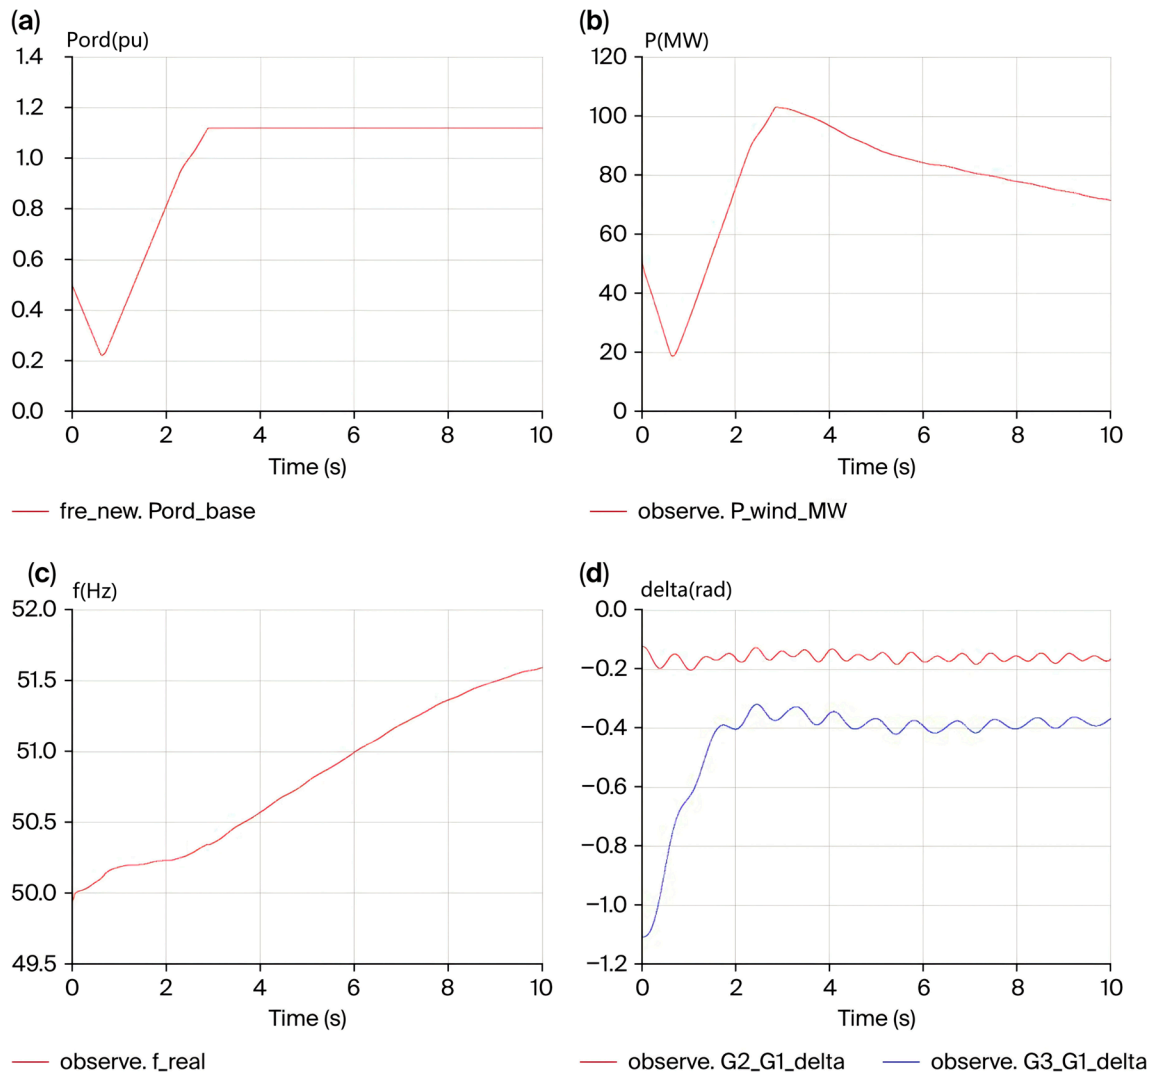 (a)
Pord(pu)
1.4
1.2
1.0
0.8
0.6
0.4
0.2
0.0
0 2 4 6 8 10
Time (s)
fre_new. Pord_base
(b)
P(MW)
120
100
80
60
40
20
0
0 2 4 6 8 10
Time (s)
observe. P_wind_MW
(c)
f(Hz)
52.0
51.5
51.0
50.5
50.0
49.5
0 2 4 6 8 10
Time (s)
observe. f_real
(d)
delta(rad)
0.0
−0.2
−0.4
−0.6
−0.8
−1.0
−1.2
0 2 4 6 8 10
Time (s)
observe. G2_G1_delta observe. G3_G1_delta